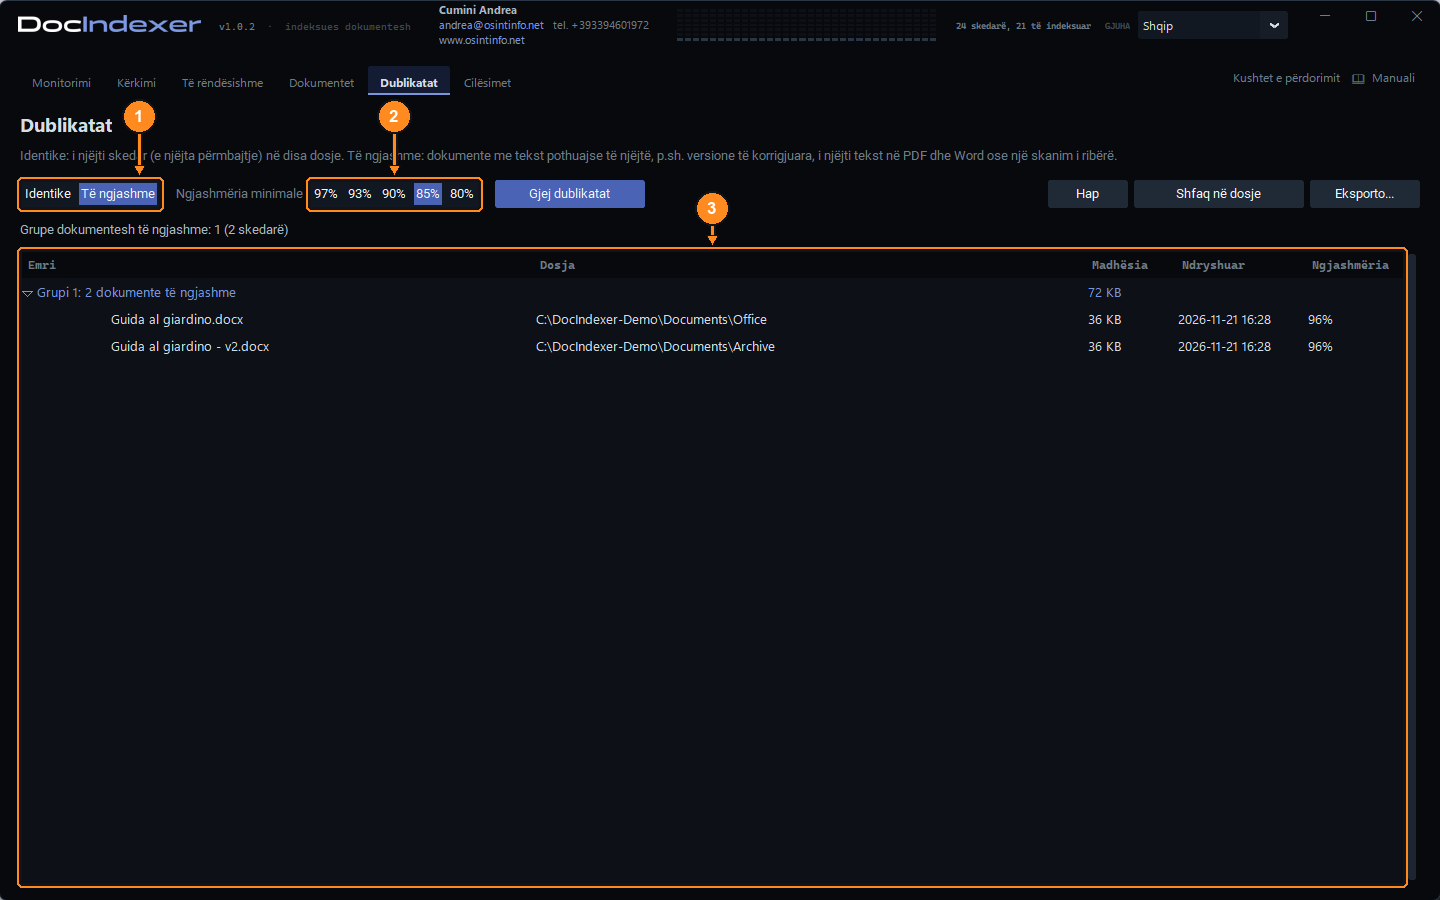 DocIndexer v1.0.2 · indeksues dokumentesh
Cumini Andrea
andrea@osintinfo.net tel. +393394601972
www.osintinfo.net
24 skedarë, 21 të indeksuar GJUHA Shqip
Monitorimi Kërkimi Të rëndësishme Dokumentet Dublikatat Cilësimet Kushtet e përdorimit Manuali
Dublikatat 1 2
Identike: i njëjti skedar (e njëjta përmbajtje) në disa dosje. Të ngjashme: dokumente me tekst pothuajse të njëjtë, p.sh. versione të korrigjuara, i njëjti tekst në PDF dhe Word ose një skanim i ribërë.
Identike Të ngjashme Ngjashmëria minimale 97% 93% 90% 85% 80% Gjej dublikatat Hap Shfaq në dosje Eksporto...
3
Grupe dokumentesh të ngjashme: 1 (2 skedarë)
Emri Dosja Madhësia Ndryshuar Ngjashmëria
Grupi 1: 2 dokumente të ngjashme 72 KB
Guida al giardino.docx C:\DocIndexer-Demo\Documents\Office 36 KB 2026-11-21 16:28 96%
Guida al giardino - v2.docx C:\DocIndexer-Demo\Documents\Archive 36 KB 2026-11-21 16:28 96%